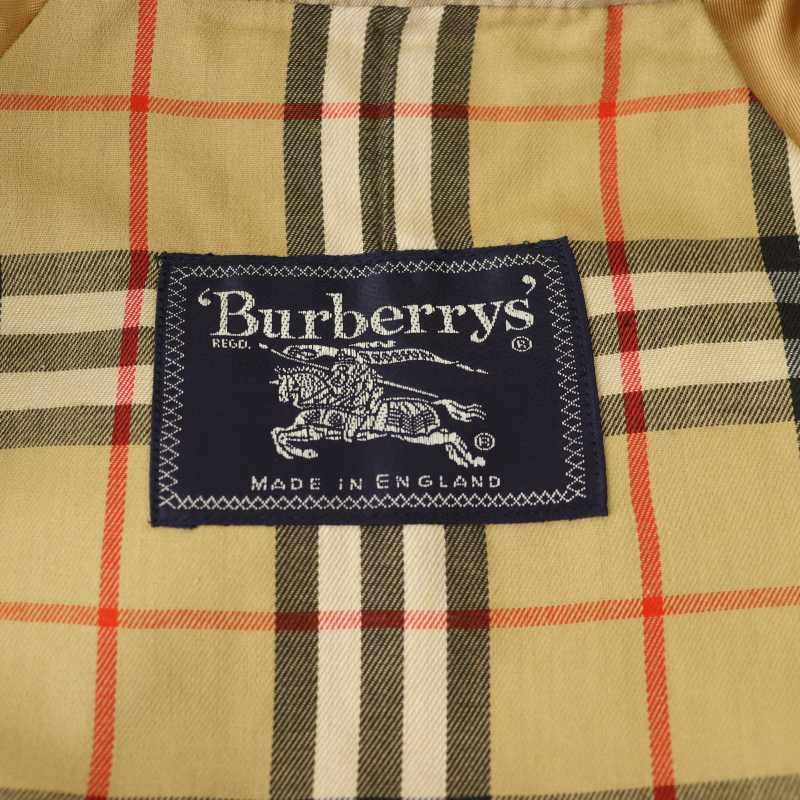 'Burberrys'
REGD. ®
®
MADE IN ENGLAND